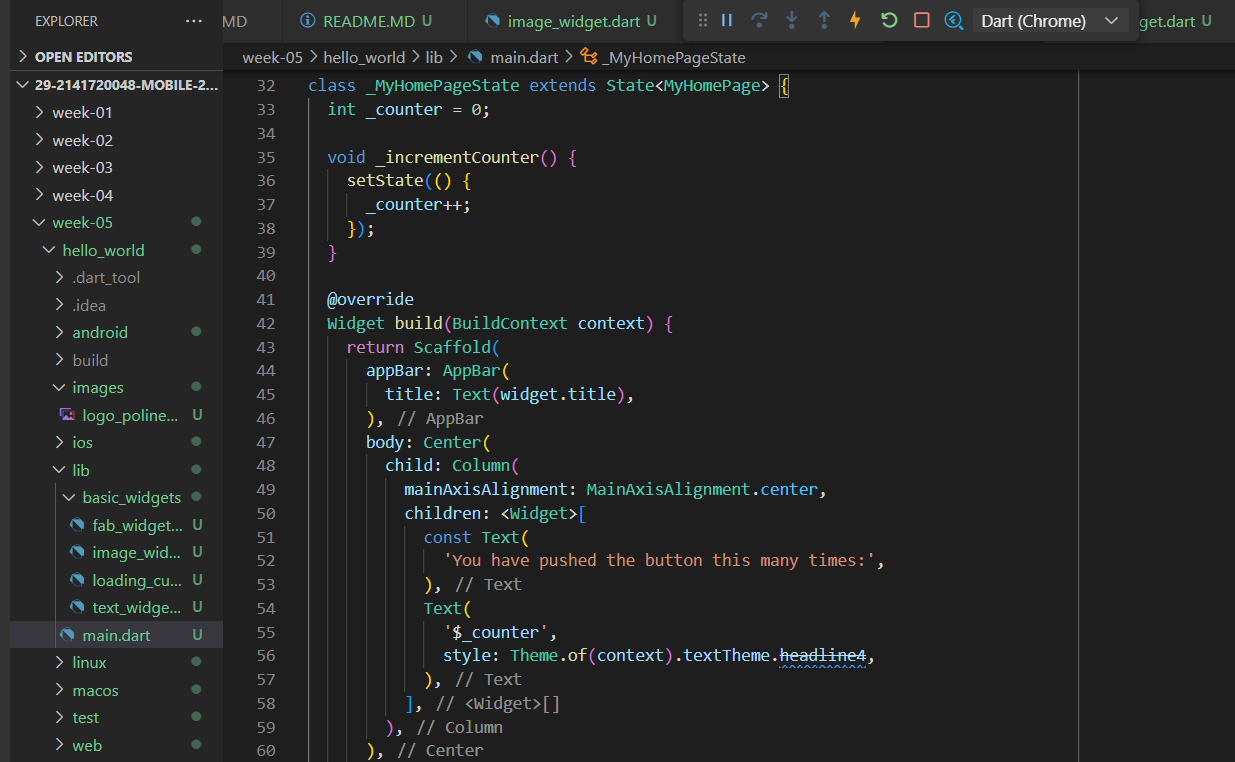 EXPLORER ...
OPEN EDITORS
29-2141720048-MOBILE-2...
week-01
week-02
week-03
week-04
week-05
hello_world
.dart_tool
.idea
android
build
images
logo_poline... U
ios
lib
basic_widgets
fab_widget... U
image_wid... U
loading_cu... U
text_widge... U
main.dart U
linux
macos
test
web
MD README.MD U image_widget.dart U Dart (Chrome) get.dart U
week-05 > hello_world > lib > main.dart > _MyHomePageState
32 class _MyHomePageState extends State<MyHomePage> {
33 int _counter = 0;
34
35 void _incrementCounter() {
36 setState(() {
37 _counter++;
38 });
39 }
40
41 @override
42 Widget build(BuildContext context) {
43 return Scaffold(
44 appBar: AppBar(
45 title: Text(widget.title),
46 ), // AppBar
47 body: Center(
48 child: Column(
49 mainAxisAlignment: MainAxisAlignment.center,
50 children: <Widget>[
51 const Text(
52 'You have pushed the button this many times:',
53 ), // Text
54 Text(
55 '$_counter',
56 style: Theme.of(context).textTheme.headline4,
57 ), // Text
58 ], // <Widget>[]
59 ), // Column
60 ), // Center